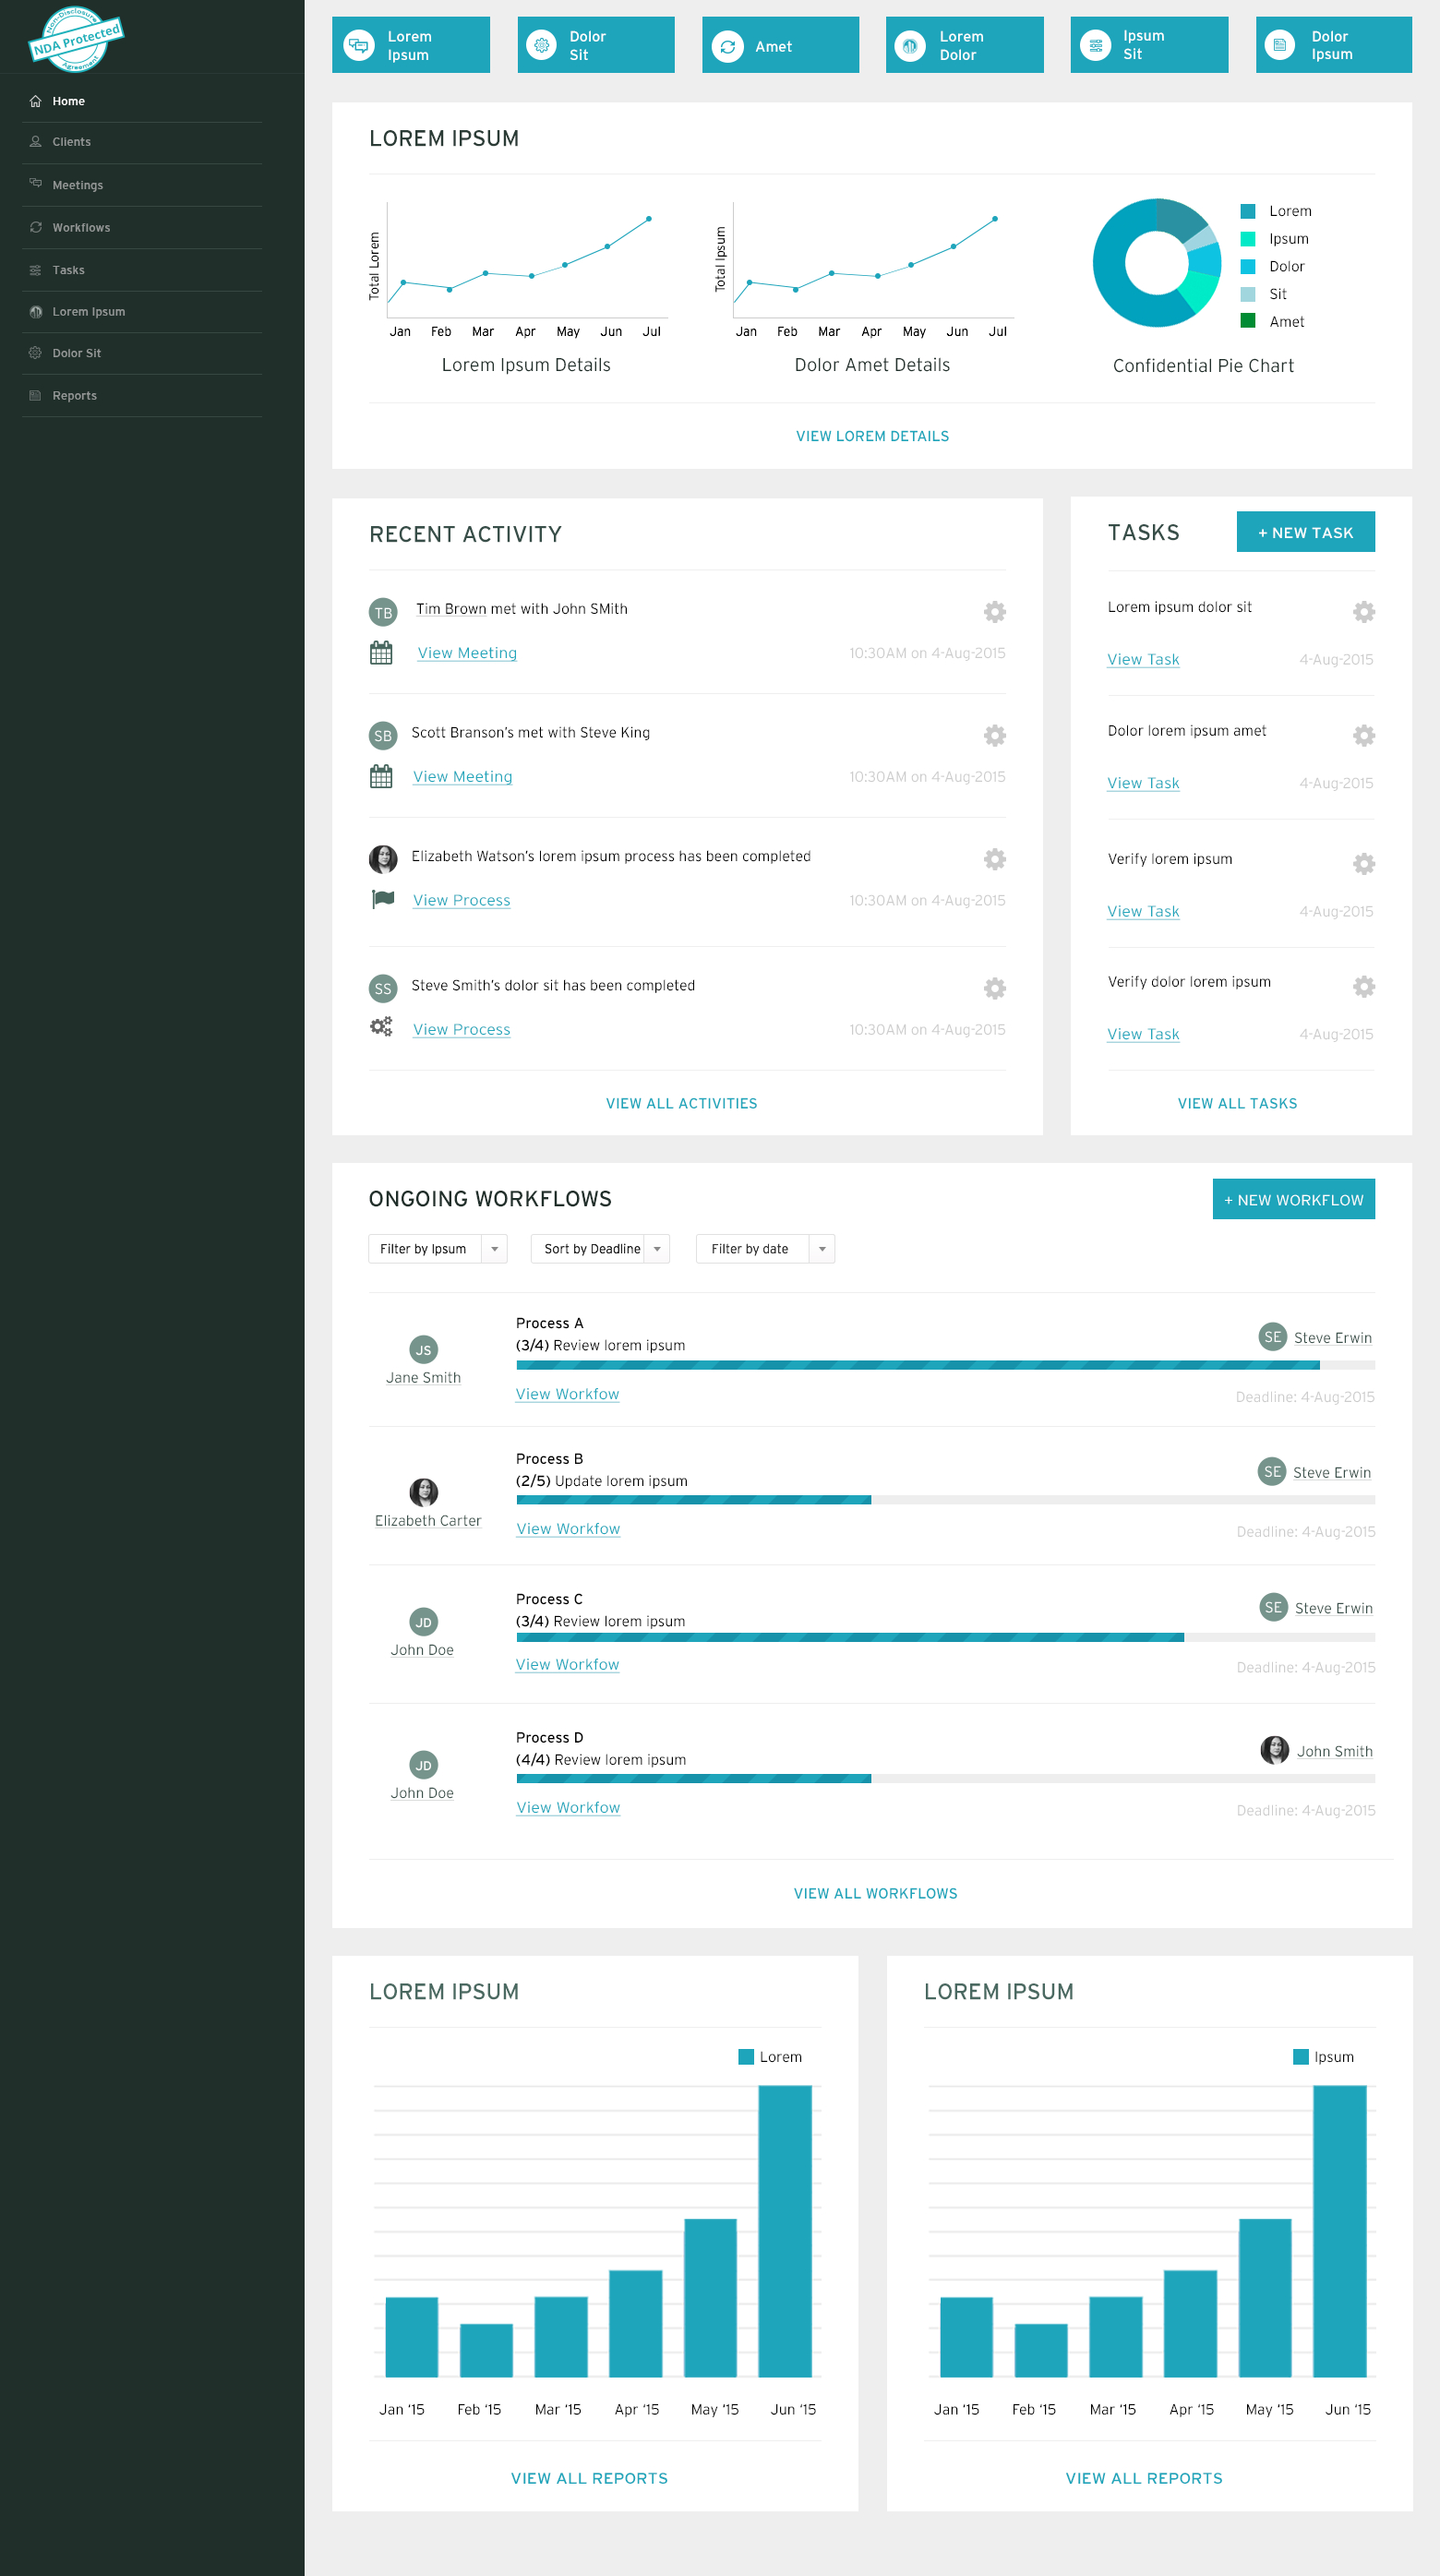 Non-Disclosure
NDA Protected
Agreement
Home
Clients
Meetings
Workflows
Tasks
Lorem Ipsum
Dolor Sit
Reports
Lorem
Ipsum
Dolor
Sit
Amet
Lorem
Dolor
Ipsum
Sit
Dolor
Ipsum
LOREM IPSUM
Total Lorem
Jan Feb Mar Apr May Jun Jul
Lorem Ipsum Details
Total Ipsum
Jan Feb Mar Apr May Jun Jul
Dolor Amet Details
Lorem
Ipsum
Dolor
Sit
Amet
Confidential Pie Chart
VIEW LOREM DETAILS
RECENT ACTIVITY
TB Tim Brown met with John SMith
View Meeting 10:30AM on 4-Aug-2015
SB Scott Branson’s met with Steve King
View Meeting 10:30AM on 4-Aug-2015
Elizabeth Watson’s lorem ipsum process has been completed
View Process 10:30AM on 4-Aug-2015
SS Steve Smith’s dolor sit has been completed
View Process 10:30AM on 4-Aug-2015
VIEW ALL ACTIVITIES
TASKS + NEW TASK
Lorem ipsum dolor sit
View Task 4-Aug-2015
Dolor lorem ipsum amet
View Task 4-Aug-2015
Verify lorem ipsum
View Task 4-Aug-2015
Verify dolor lorem ipsum
View Task 4-Aug-2015
VIEW ALL TASKS
ONGOING WORKFLOWS + NEW WORKFLOW
Filter by Ipsum Sort by Deadline Filter by date
JS
Jane Smith
Process A
(3/4) Review lorem ipsum
SE Steve Erwin
View Workfow Deadline: 4-Aug-2015
Elizabeth Carter
Process B
(2/5) Update lorem ipsum
SE Steve Erwin
View Workfow Deadline: 4-Aug-2015
JD
John Doe
Process C
(3/4) Review lorem ipsum
SE Steve Erwin
View Workfow Deadline: 4-Aug-2015
JD
John Doe
Process D
(4/4) Review lorem ipsum
John Smith
View Workfow Deadline: 4-Aug-2015
VIEW ALL WORKFLOWS
LOREM IPSUM
Lorem
Jan ‘15 Feb ‘15 Mar ‘15 Apr ‘15 May ‘15 Jun ‘15
VIEW ALL REPORTS
LOREM IPSUM
Ipsum
Jan ‘15 Feb ‘15 Mar ‘15 Apr ‘15 May ‘15 Jun ‘15
VIEW ALL REPORTS